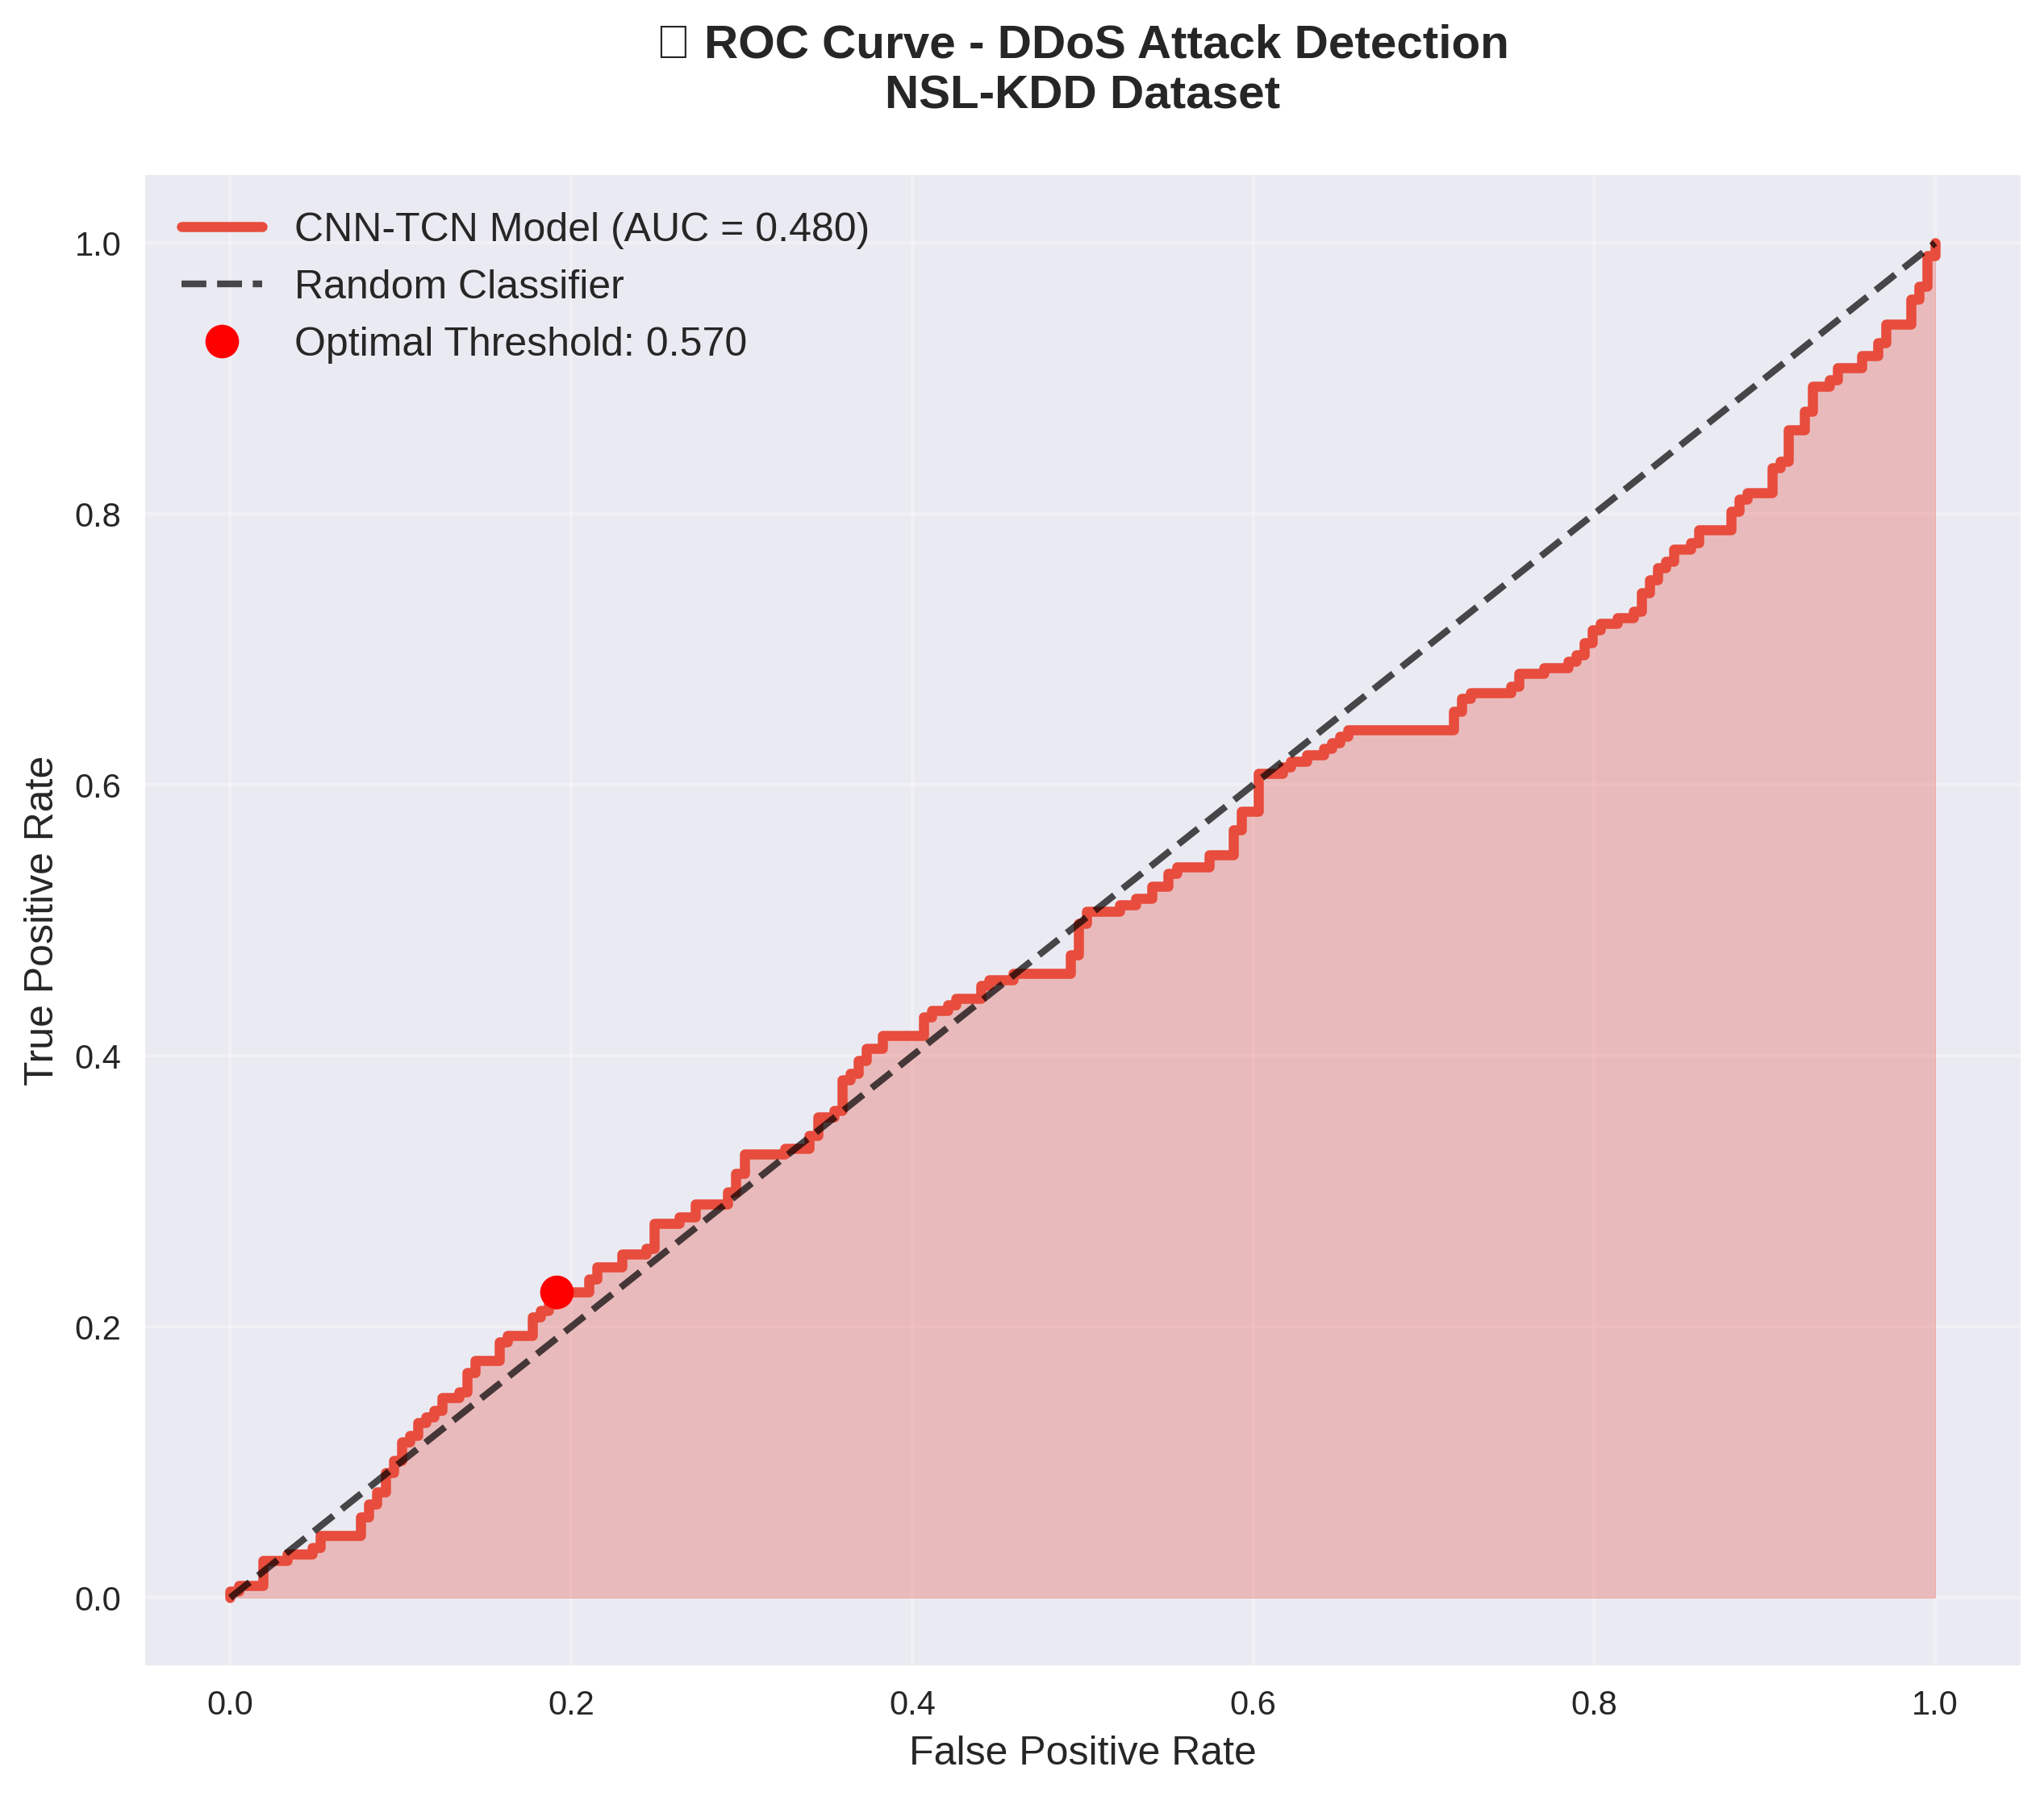 ROC Curve - DDoS Attack Detection
NSL-KDD Dataset
CNN-TCN Model (AUC = 0.480)
Random Classifier
Optimal Threshold: 0.570
True Positive Rate
1.0
0.8
0.6
0.4
0.2
0.0
0.0 0.2 0.4 0.6 0.8 1.0
False Positive Rate